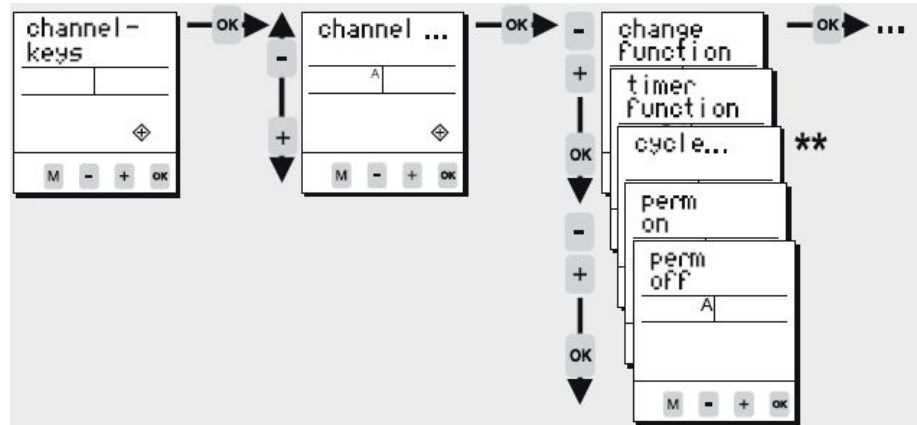 channel-
keys
M - + OK
OK
-
+
channel ...
A
M - + OK
OK
-
+
OK
-
+
OK
change
function
timer
function
cycle...
**
perm
on
perm
off
A
M - + OK
OK
...